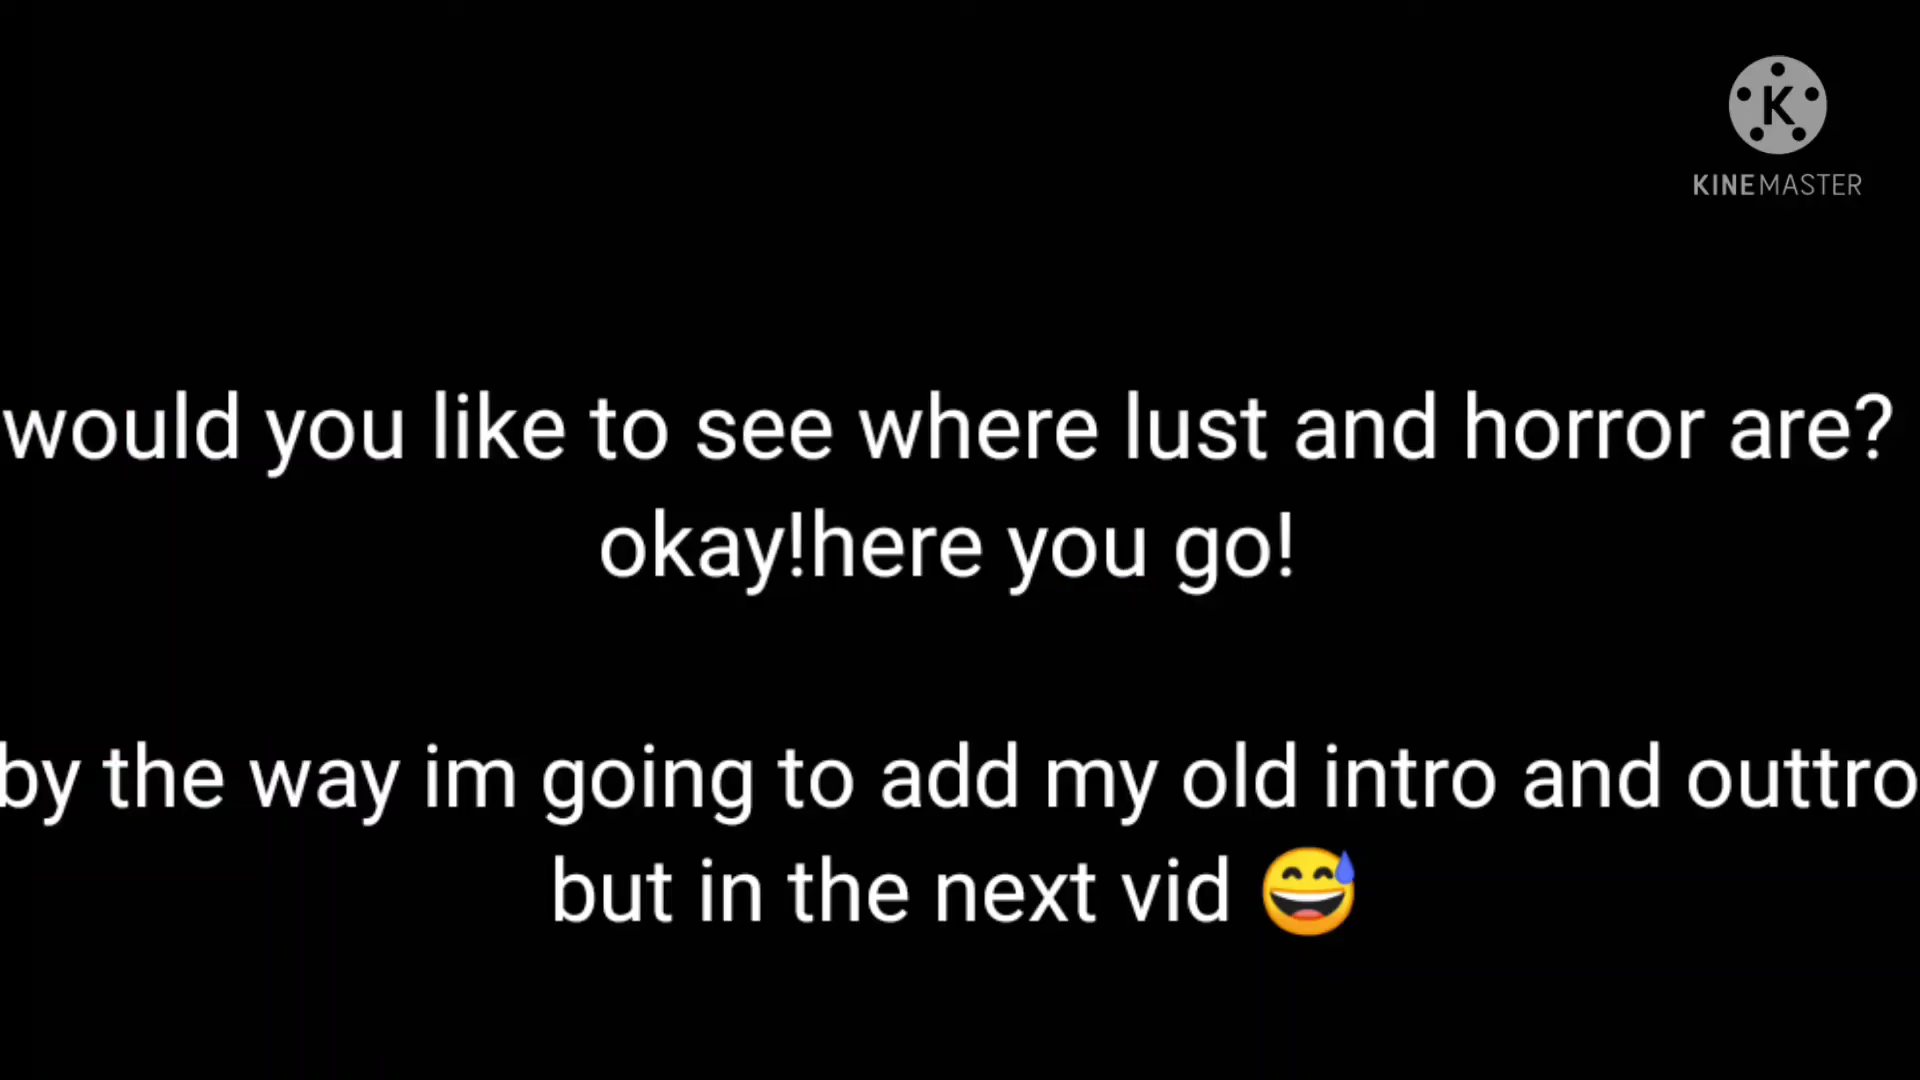 K
KINEMASTER
would you like to see where lust and horror are?
okay!here you go!
by the way im going to add my old intro and outtro
but in the next vid 😅